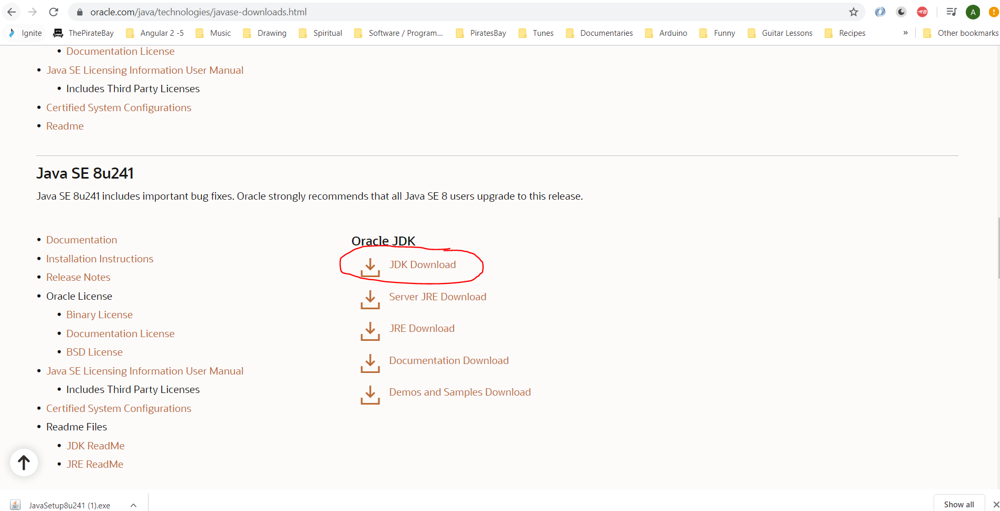 oracle.com/java/technologies/javase-downloads.html
A
Ignite ThePirateBay Angular 2 -5 Music Drawing Spiritual Software / Program... PiratesBay Tunes Documentaries Arduino Funny Guitar Lessons Recipes » Other bookmarks
• Documentation License
• Java SE Licensing Information User Manual
• Includes Third Party Licenses
• Certified System Configurations
• Readme
Java SE 8u241
Java SE 8u241 includes important bug fixes. Oracle strongly recommends that all Java SE 8 users upgrade to this release.
• Documentation
• Installation Instructions
• Release Notes
• Oracle License
• Binary License
• Documentation License
• BSD License
• Java SE Licensing Information User Manual
• Includes Third Party Licenses
• Certified System Configurations
• Readme Files
• JDK ReadMe
• JRE ReadMe
Oracle JDK
JDK Download
Server JRE Download
JRE Download
Documentation Download
Demos and Samples Download
JavaSetup8u241 (1).exe
Show all